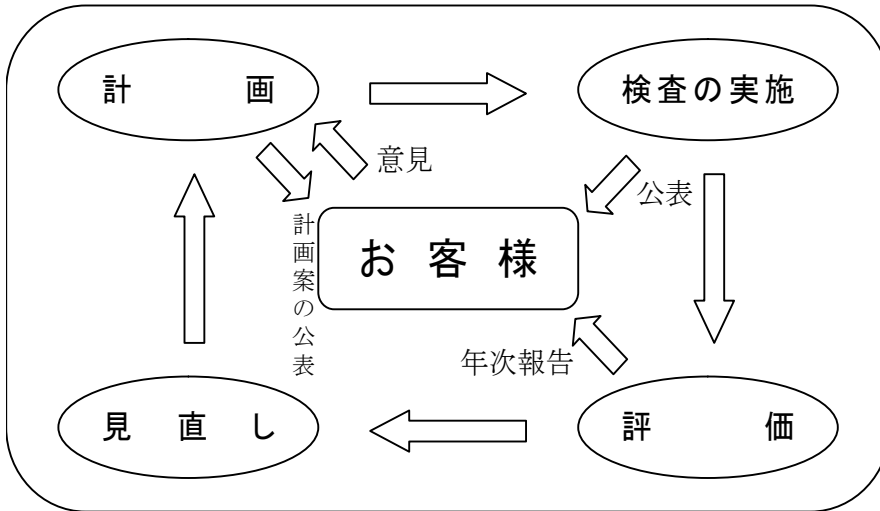 計画
検査の実施
意見
公表
計画案の公表
お客様
年次報告
見直し
評価